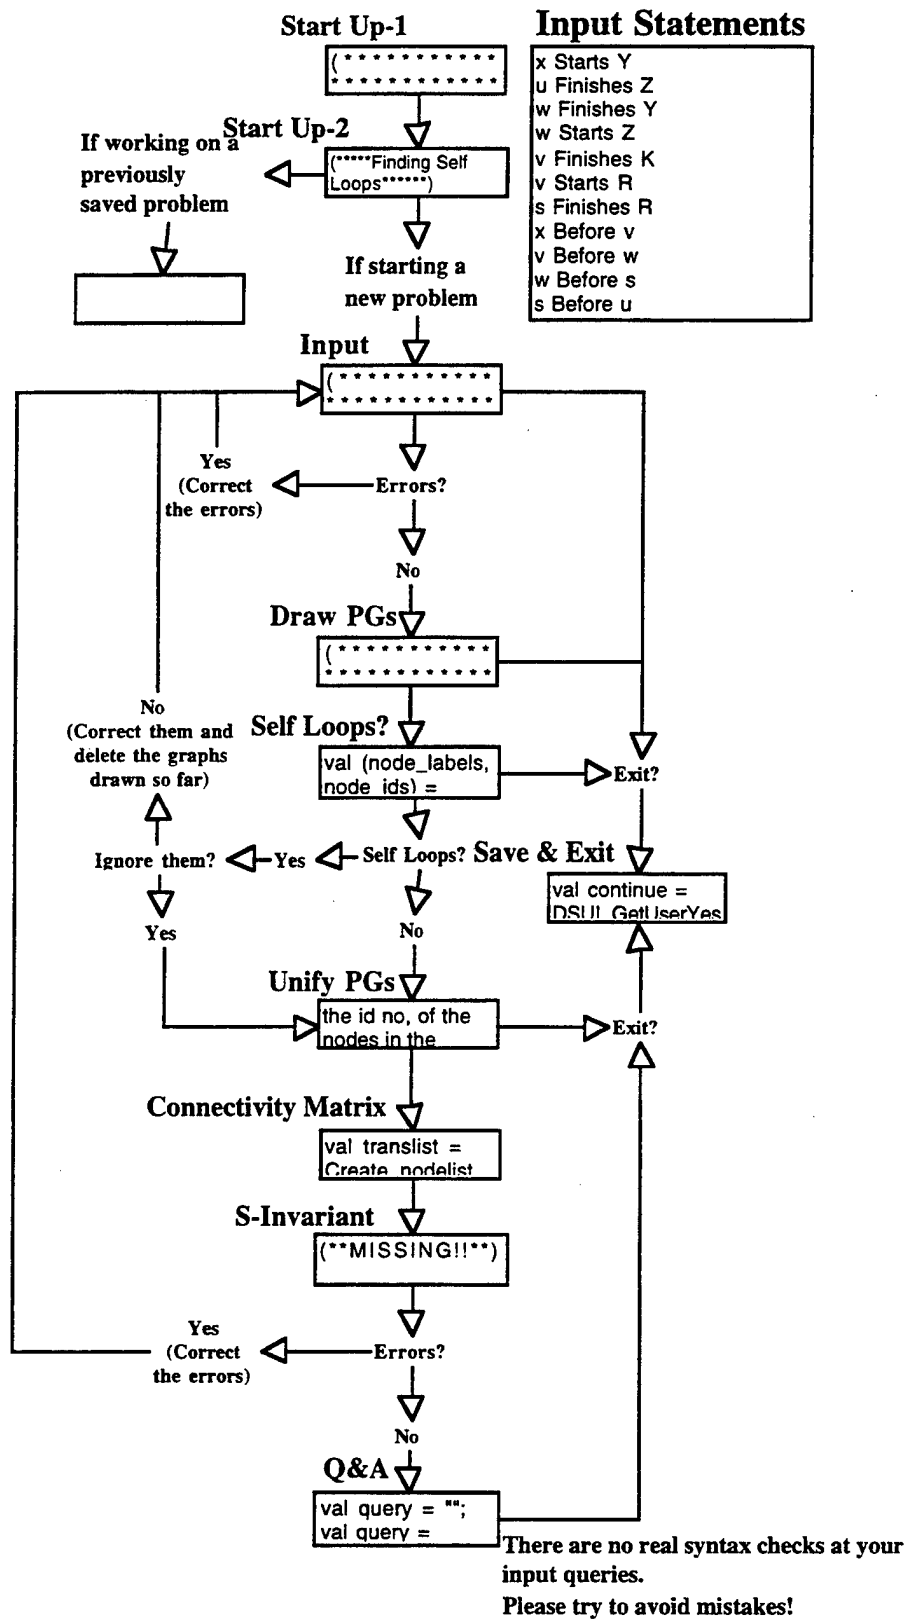 Start Up-1
( * * * * * * * * * * *
* * * * * * * * * * * *
Input Statements
x Starts Y
u Finishes Z
w Finishes Y
w Starts Z
v Finishes K
v Starts R
s Finishes R
x Before v
v Before w
w Before s
s Before u
Start Up-2
(*****Finding Self
Loops******)
If working on a
previously
saved problem
If starting a
new problem
Input
( * * * * * * * * * * *
* * * * * * * * * * * *
Yes
(Correct
the errors)
Errors?
No
Draw PGs
( * * * * * * * * * * *
* * * * * * * * * * * *
No
(Correct them and
delete the graphs
drawn so far)
Self Loops?
val (node_labels,
node_ids) =
Exit?
Ignore them?
Yes
Self Loops?
Save & Exit
val continue =
DSUI_GetUserYes
Yes
No
Unify PGs
the id no, of the
nodes in the
Exit?
Connectivity Matrix
val translist =
Create_nodelist
S-Invariant
(**MISSING!!**)
Yes
(Correct
the errors)
Errors?
No
Q&A
val query = "";
val query =
There are no real syntax checks at your
input queries.
Please try to avoid mistakes!